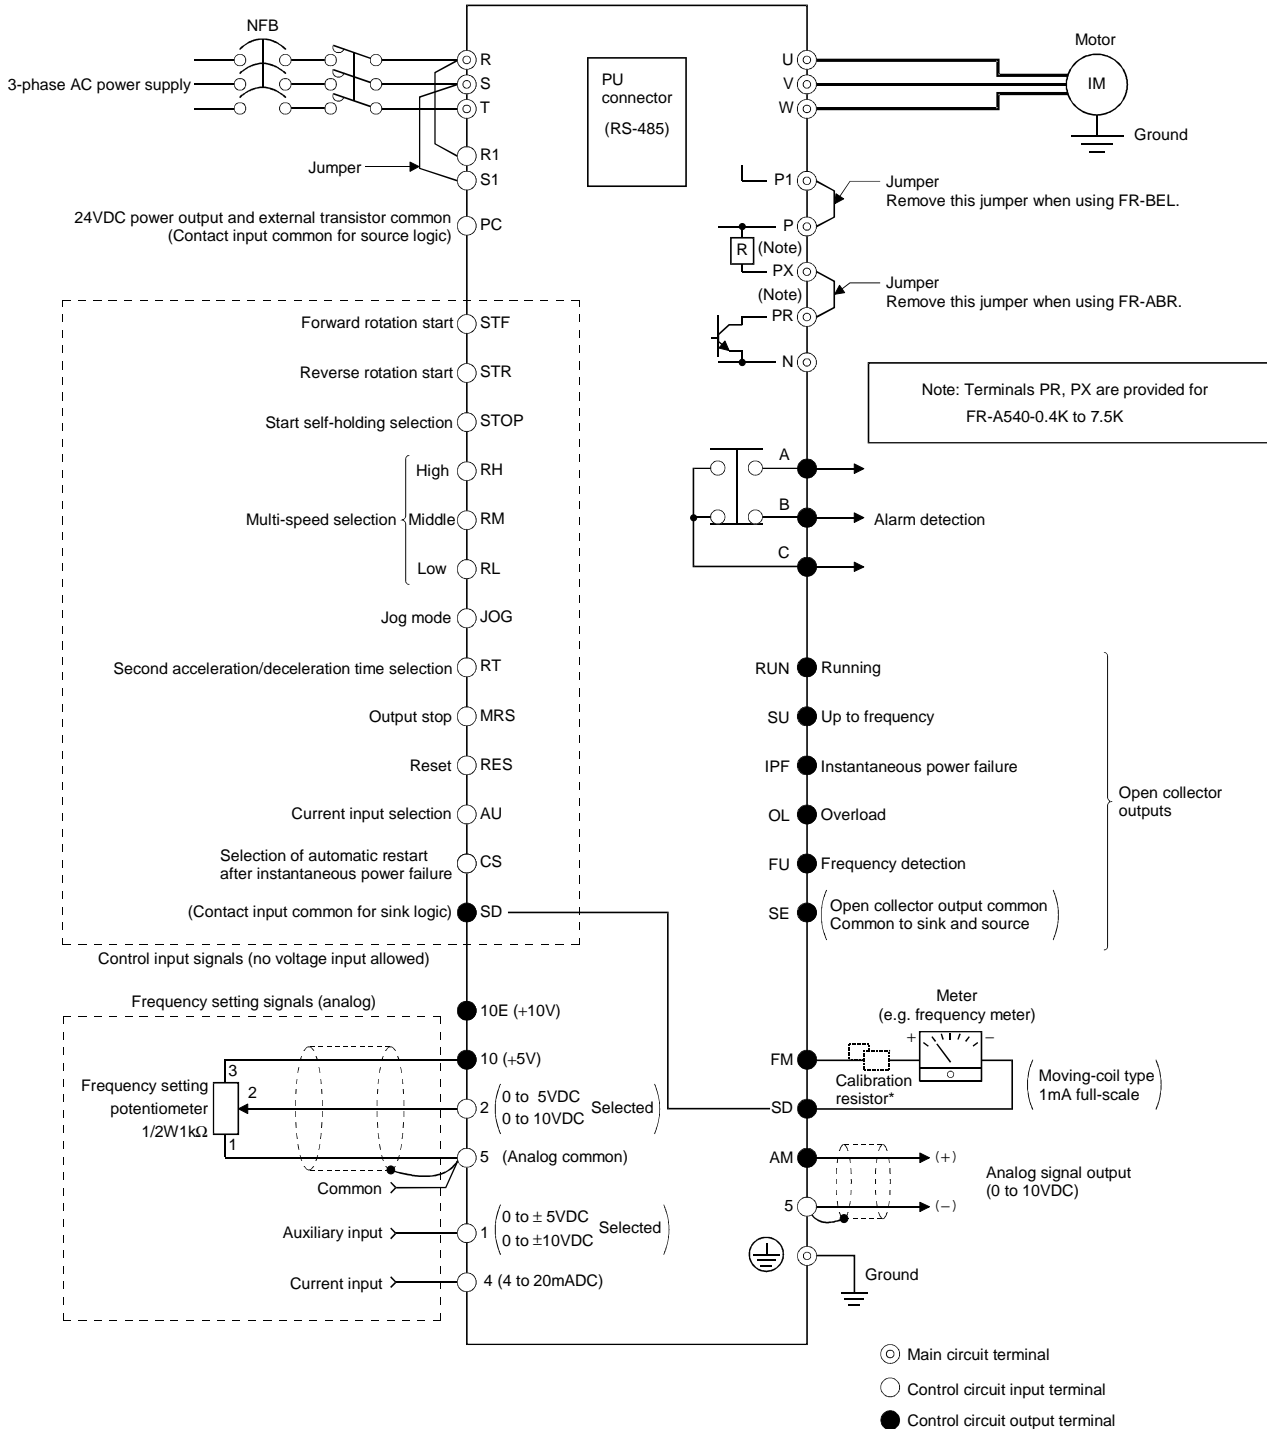 NFB
3-phase AC power supply
R
S
T
R1
S1
Jumper
24VDC power output and external transistor common
(Contact input common for source logic)
PC
PU
connector
(RS-485)
U
V
W
Motor
IM
Ground
P1
Jumper
Remove this jumper when using FR-BEL.
P
R
(Note)
PX
(Note)
Jumper
Remove this jumper when using FR-ABR.
PR
N
Note: Terminals PR, PX are provided for
FR-A540-0.4K to 7.5K
Forward rotation start
STF
Reverse rotation start
STR
Start self-holding selection
STOP
Multi-speed selection
High
RH
Middle
RM
Low
RL
Jog mode
JOG
Second acceleration/deceleration time selection
RT
Output stop
MRS
Reset
RES
Current input selection
AU
Selection of automatic restart
after instantaneous power failure
CS
(Contact input common for sink logic)
SD
Control input signals (no voltage input allowed)
A
B
C
Alarm detection
RUN
Running
SU
Up to frequency
IPF
Instantaneous power failure
OL
Overload
FU
Frequency detection
SE
(Open collector output common
Common to sink and source)
Open collector
outputs
Frequency setting signals (analog)
10E (+10V)
10 (+5V)
3
2
1
Frequency setting
potentiometer
1/2W1kΩ
2
(0 to 5VDC
0 to 10VDC Selected)
5 (Analog common)
Common
Auxiliary input
1
(0 to ± 5VDC
0 to ±10VDC Selected)
Current input
4 (4 to 20mADC)
Meter
(e.g. frequency meter)
+
−
FM
Calibration
resistor*
(Moving-coil type
1mA full-scale)
SD
AM
(+)
5
(−)
Analog signal output
(0 to 10VDC)
Ground
Main circuit terminal
Control circuit input terminal
Control circuit output terminal